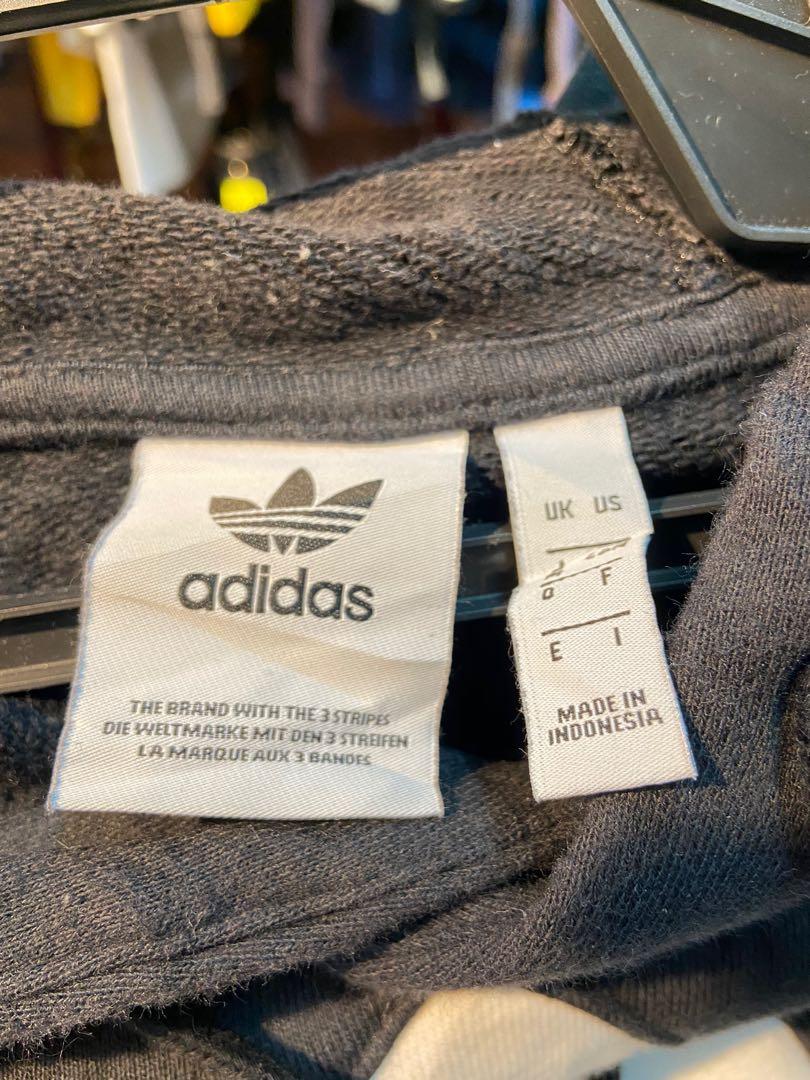 adidas
THE BRAND WITH THE 3 STRIPES
DIE WELTMARKE MIT DEN 3 STREIFEN
LA MARQUE AUX 3 BANDES
UK US
D F
E I
MADE IN
INDONESIA